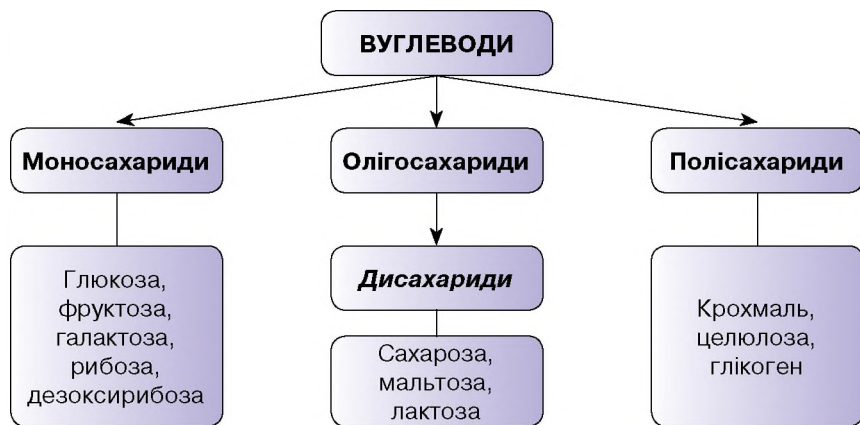 ВУГЛЕВОДИ
Моносахариди
Олігосахариди
Полісахариди
Глюкоза,
фруктоза,
галактоза,
рибоза,
дезоксирибоза
Дисахариди
Сахароза,
мальтоза,
лактоза
Крохмаль,
целюлоза,
глікоген